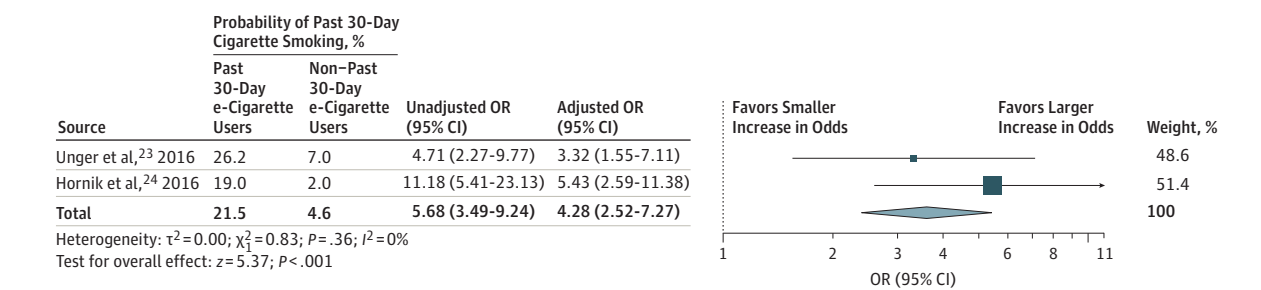 Probability of Past 30-Day
Cigarette Smoking, %
Past
30-Day
e-Cigarette
Users
Non–Past
30-Day
e-Cigarette
Users
Source
Unadjusted OR
(95% CI)
Adjusted OR
(95% CI)
Favors Smaller
Increase in Odds
Favors Larger
Increase in Odds
Weight, %
Unger et al,23 2016 26.2 7.0 4.71 (2.27-9.77) 3.32 (1.55-7.11) 48.6
Hornik et al,24 2016 19.0 2.0 11.18 (5.41-23.13) 5.43 (2.59-11.38) 51.4
Total 21.5 4.6 5.68 (3.49-9.24) 4.28 (2.52-7.27) 100
Heterogeneity: τ2 = 0.00; χ21 = 0.83; P = .36; I2 = 0%
Test for overall effect: z = 5.37; P < .001
1 2 3 4 6 8 11
OR (95% CI)